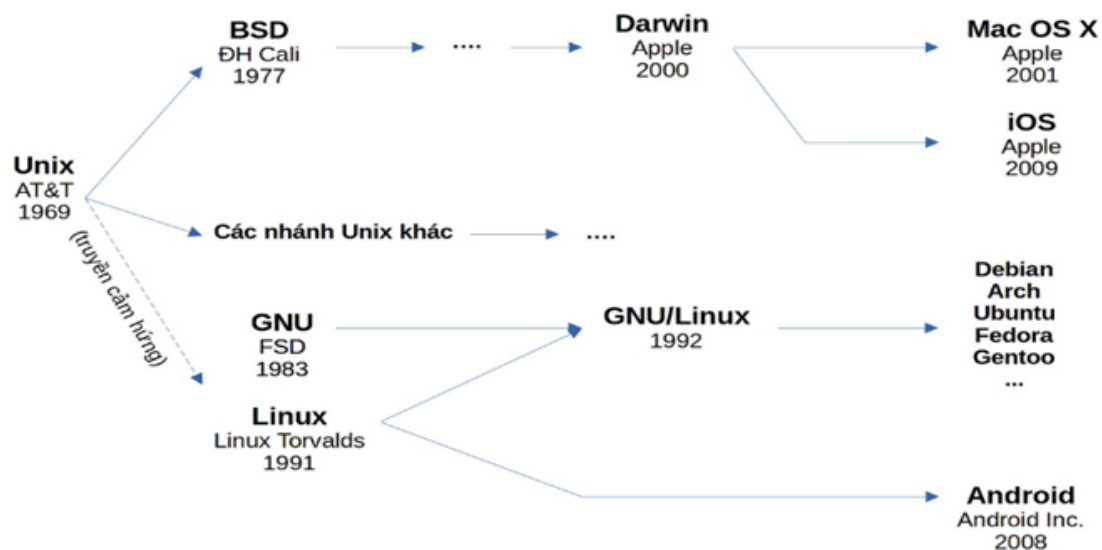 BSD
ĐH Cali
1977
....
Darwin
Apple
2000
Mac OS X
Apple
2001
iOS
Apple
2009
Unix
AT&T
1969
(truyền cảm hứng)
Các nhánh Unix khác
....
GNU
FSD
1983
GNU/Linux
1992
Debian
Arch
Ubuntu
Fedora
Gentoo
...
Linux
Linux Torvalds
1991
Android
Android Inc.
2008